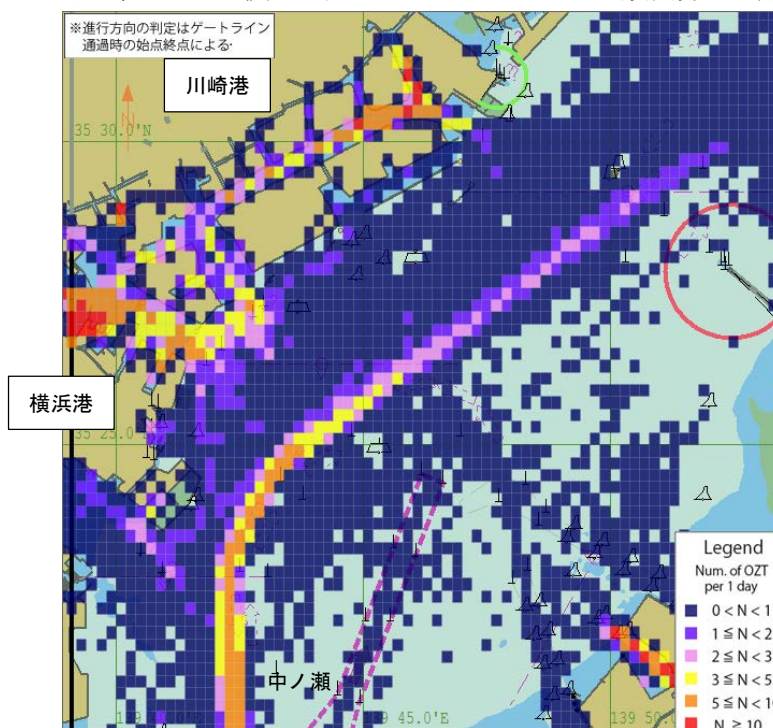 ※進行方向の判定はゲートライン
通過時の始点終点による·
川崎港
35 30.0'N
横浜港
35 25.0'
中ノ瀬
45.0'E
139 50.
Legend
Num. of OZT
per 1 day
0 < N < 1
1 ≦ N < 2
2 ≦ N < 3
3 ≦ N < 5
5 ≦ N < 1
N ≧ 10